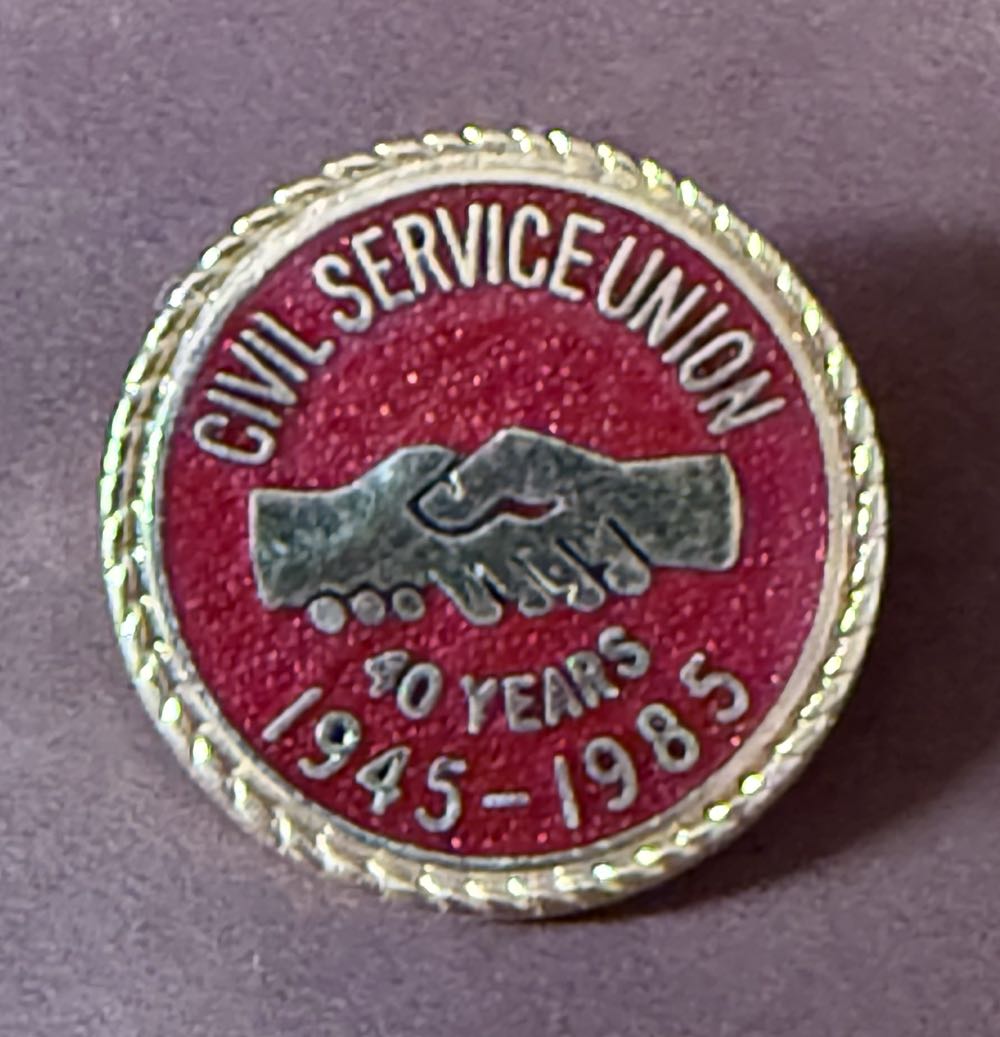 CIVIL SERVICE UNION
40 YEARS
1945-1985